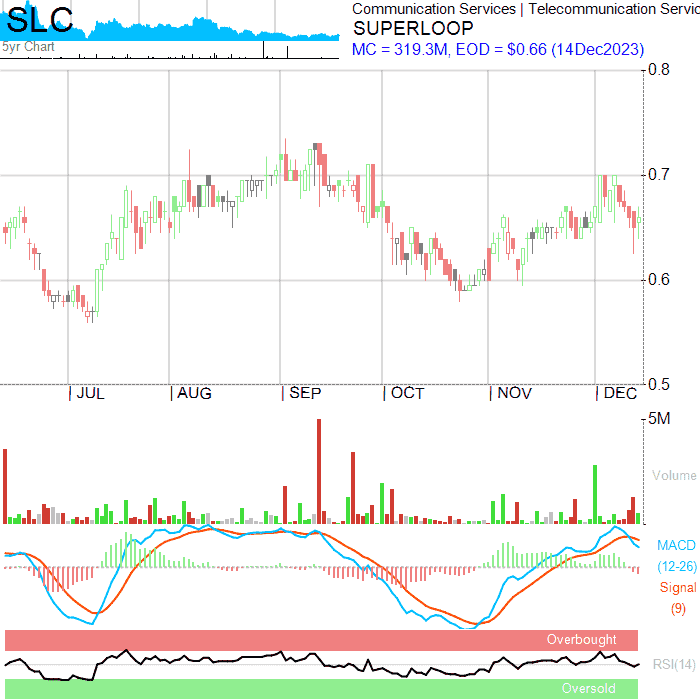 SLC
5yr Chart
Communication Services | Telecommunication Servic
SUPERLOOP
MC = 319.3M, EOD = $0.66 (14Dec2023)
0.8
0.7
0.6
0.5
| JUL | AUG | SEP | OCT | NOV | DEC
5M
Volume
MACD
(12-26)
Signal
(9)
Overbought
RSI(14)
Oversold